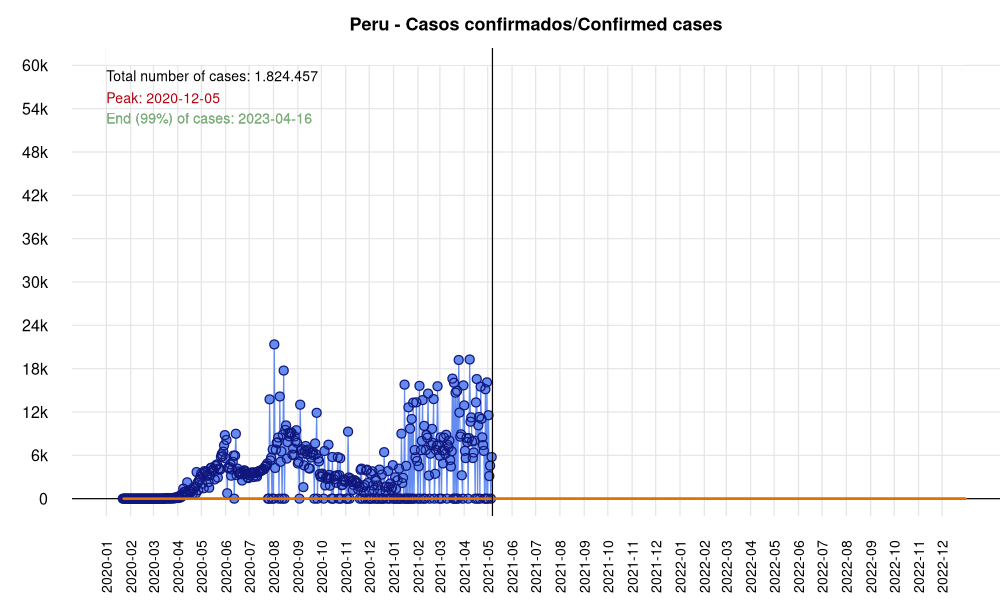 Peru - Casos confirmados/Confirmed cases
60k
Total number of cases: 1.824.457
Peak: 2020-12-05
54k
End (99%) of cases: 2023-04-16
48k
42k
36k
30k
24k
18k
12k
6k
0
2020-01
2020-02
2020-03
2020-04
2020-05
2020-06
2020-07
2020-08
2020-09
2020-10
2020-11
2020-12
2021-01
2021-02
2021-03
2021-04
2021-05
2021-06
2021-07
2021-08
2021-09
2021-10
2021-11
2021-12
2022-01
2022-02
2022-03
2022-04
2022-05
2022-06
2022-07
2022-08
2022-09
2022-10
2022-11
2022-12